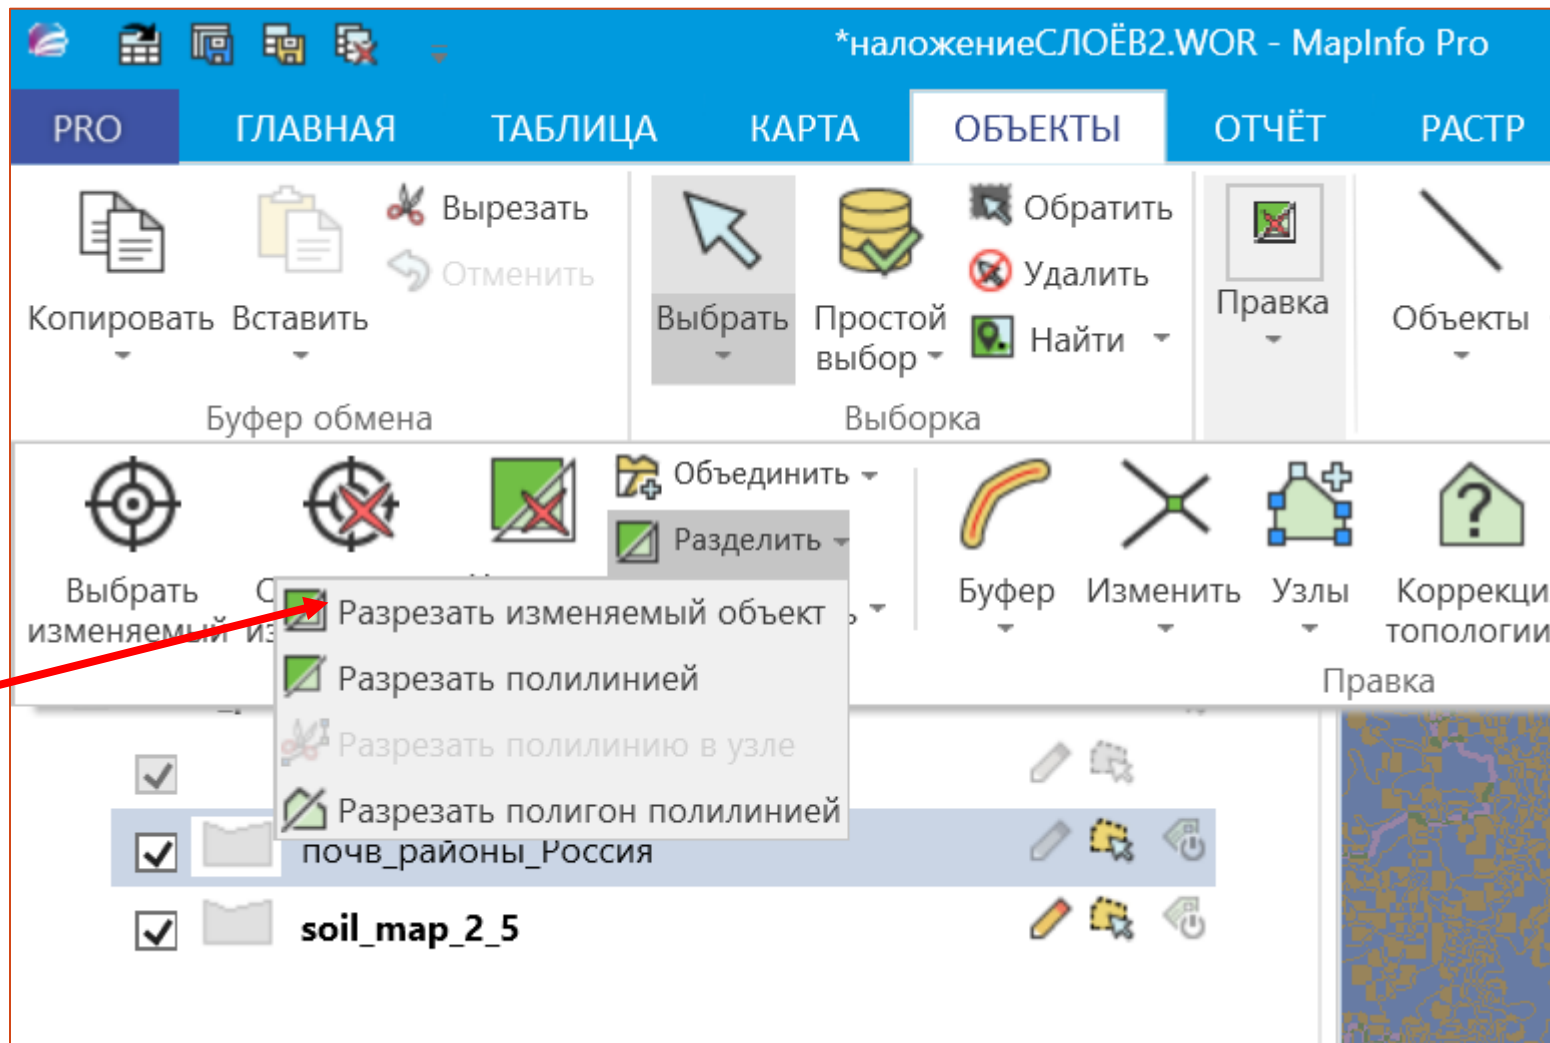 *наложениеСЛОЁВ2.WOR - MapInfo Pro
PRO ГЛАВНАЯ ТАБЛИЦА КАРТА ОБЪЕКТЫ ОТЧЁТ РАСТР
Копировать
Вставить
Вырезать
Отменить
Буфер обмена
Выбрать
Простой
выбор
Обратить
Удалить
Найти
Выборка
Правка
Объекты
Выбрать
изменяемый
Объединить
Разделить
Разрезать изменяемый объект
Разрезать полилинией
Разрезать полилинию в узле
Разрезать полигон полилинией
Буфер
Изменить
Узлы
Коррекци
топологии
Правка
почв_районы_Россия
soil_map_2_5